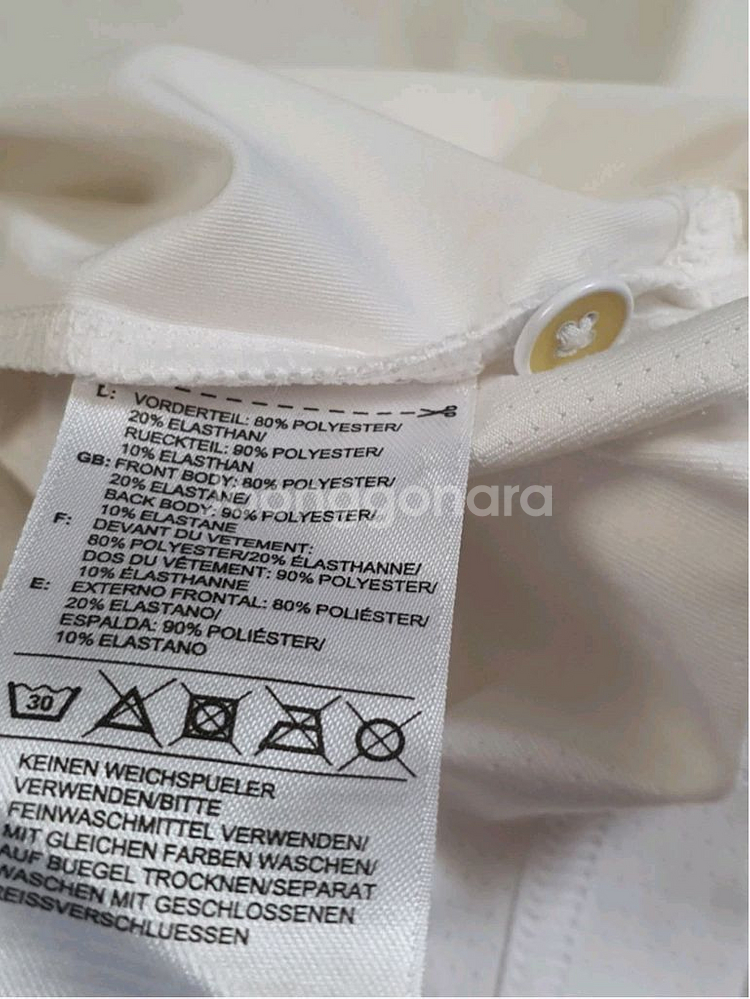 L: VORDERTEIL: 80% POLYESTER/
20% ELASTHAN/
RUECKTEIL: 90% POLYESTER/
10% ELASTHAN
GB: FRONT BODY: 80% POLYESTER/
20% ELASTANE/
BACK BODY: 90% POLYESTER/
10% ELASTANE
F: DEVANT DU VETEMENT:
80% POLYESTER/20% ÉLASTHANNE/
DOS DU VÊTEMENT: 90% POLYESTER/
10% ÉLASTHANNE
E: EXTERNO FRONTAL: 80% POLIÉSTER/
20% ELASTANO/
ESPALDA: 90% POLIÉSTER/
10% ELASTANO
30
KEINEN WEICHSPUELER
VERWENDEN/BITTE
FEINWASCHMITTEL VERWENDEN/
MIT GLEICHEN FARBEN WASCHEN/
AUF BUEGEL TROCKNEN/SEPARAT
WASCHEN MIT GESCHLOSSENEN
REISSVERSCHLUESSEN